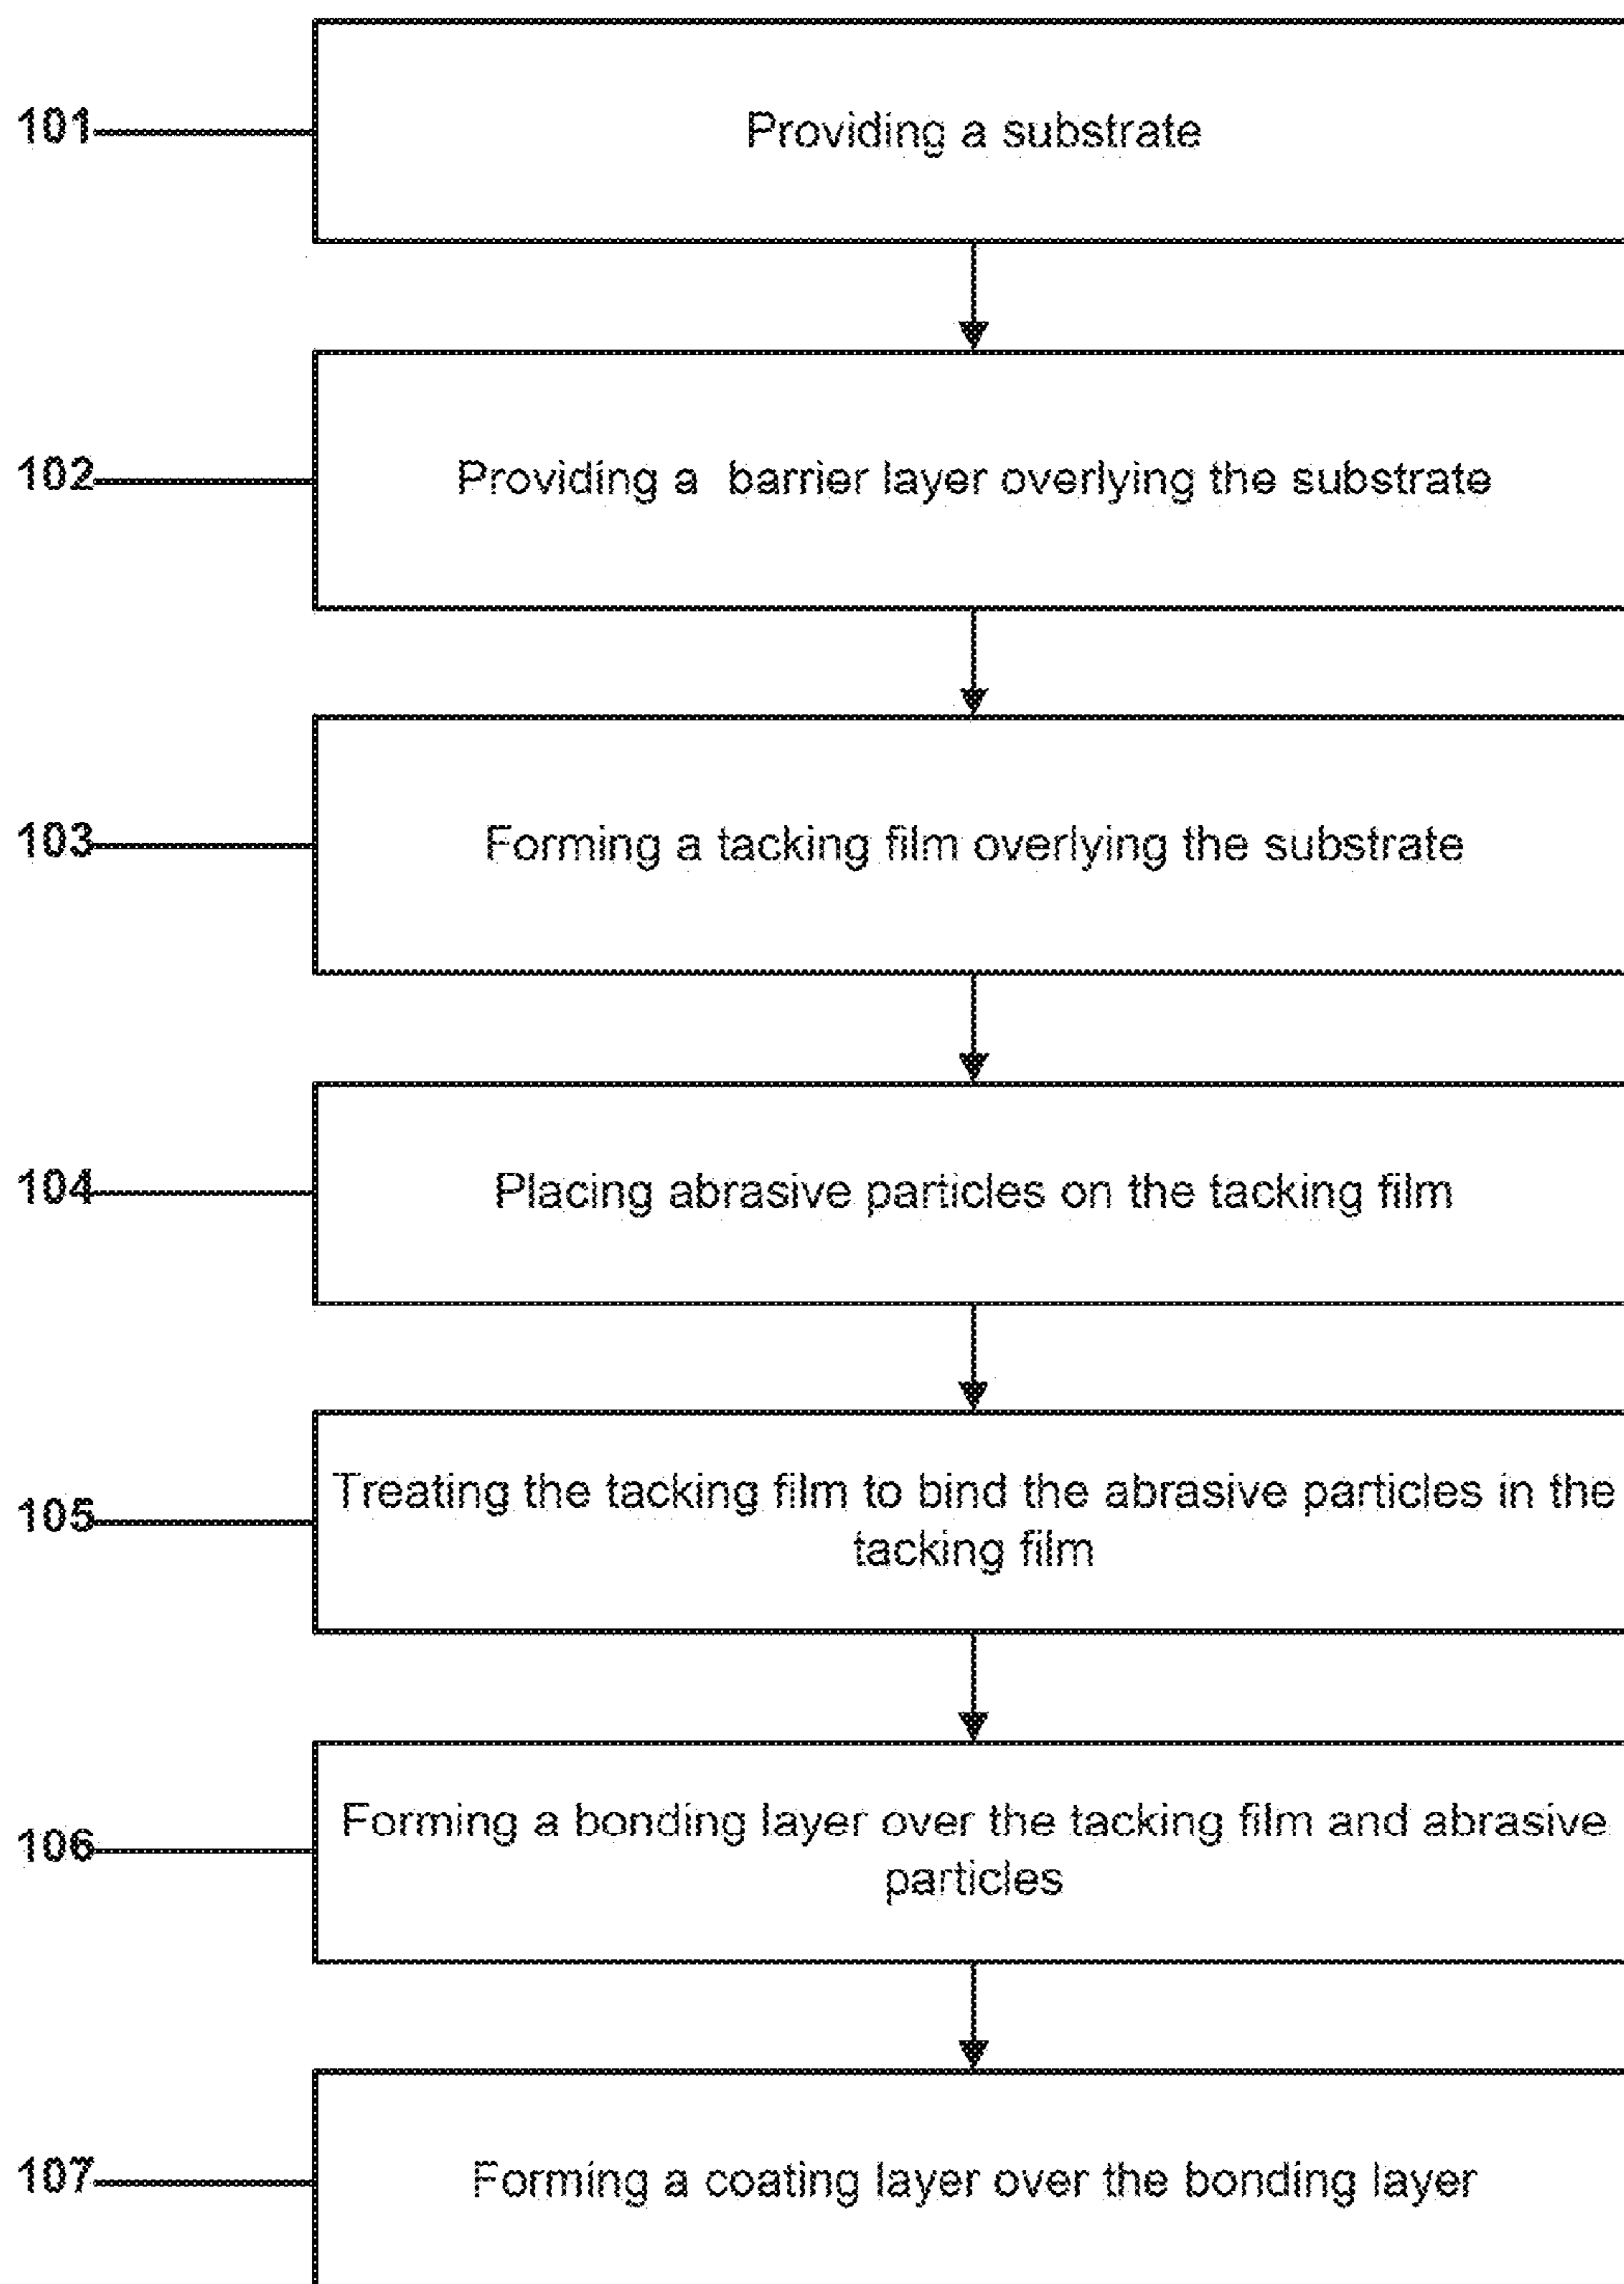 101
Providing a substrate
102
Providing a barrier layer overlying the substrate
103
Forming a tacking film overlying the substrate
104
Placing abrasive particles on the tacking film
105
Treating the tacking film to bind the abrasive particles in the
tacking film
106
Forming a bonding layer over the tacking film and abrasive
particles
107
Forming a coating layer over the bonding layer